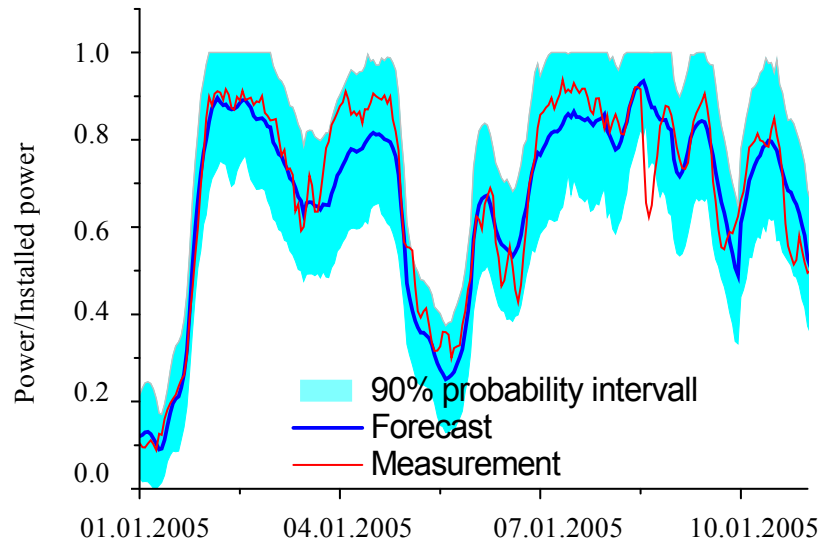 Power/Installed power
1.0
0.8
0.6
0.4
0.2
0.0
90% probability intervall
Forecast
Measurement
01.01.2005 04.01.2005 07.01.2005 10.01.2005